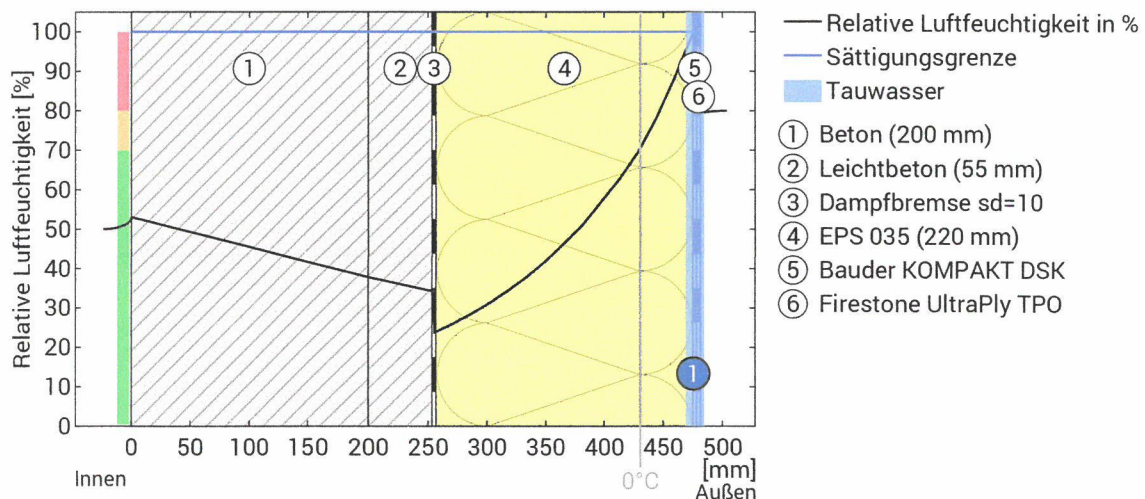 Relative Luftfeuchtigkeit [%]
100
90
80
70
60
50
40
30
20
10
0
1
2
3
4
5
6
1
0
50
100
150
200
250
300
350
400
450
500
[mm]
Innen
0°C
Außen
Relative Luftfeuchtigkeit in %
Sättigungsgrenze
Tauwasser
1 Beton (200 mm)
2 Leichtbeton (55 mm)
3 Dampfbremse sd=10
4 EPS 035 (220 mm)
5 Bauder KOMPAKT DSK
6 Firestone UltraPly TPO